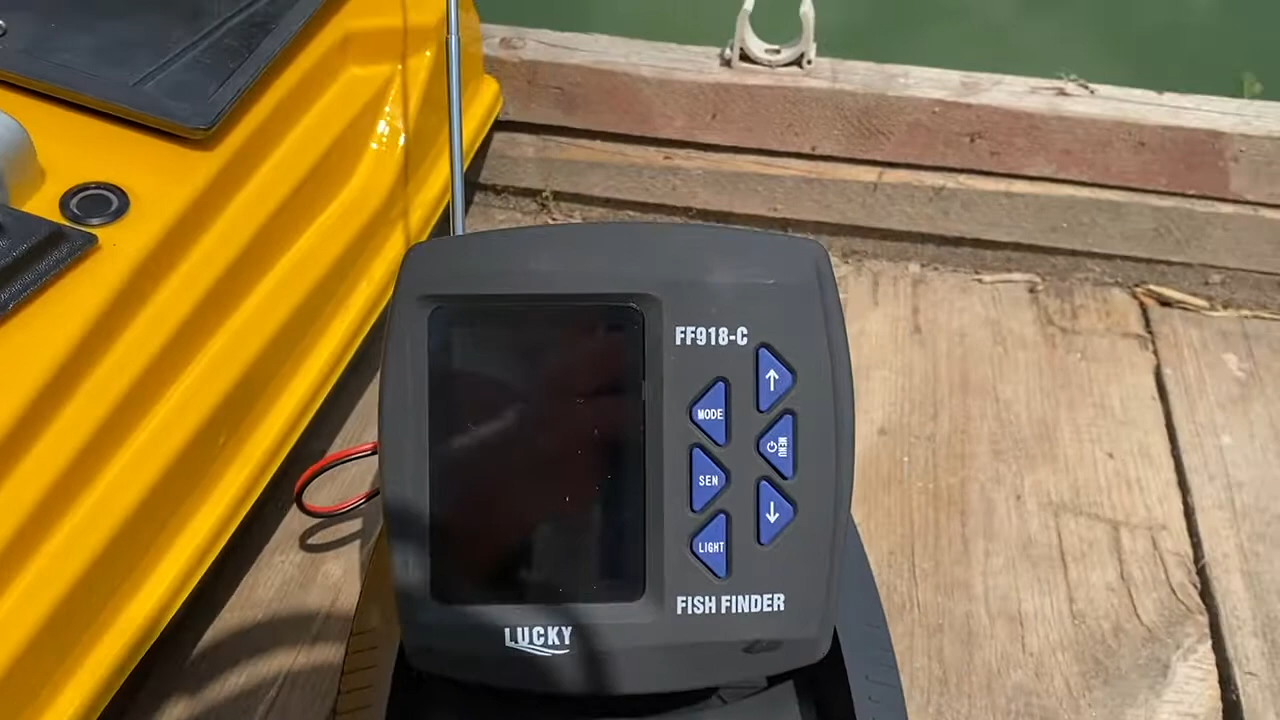 FF918-C
↑
MODE
MENU
SEN
↓
LIGHT
FISH FINDER
LUCKY